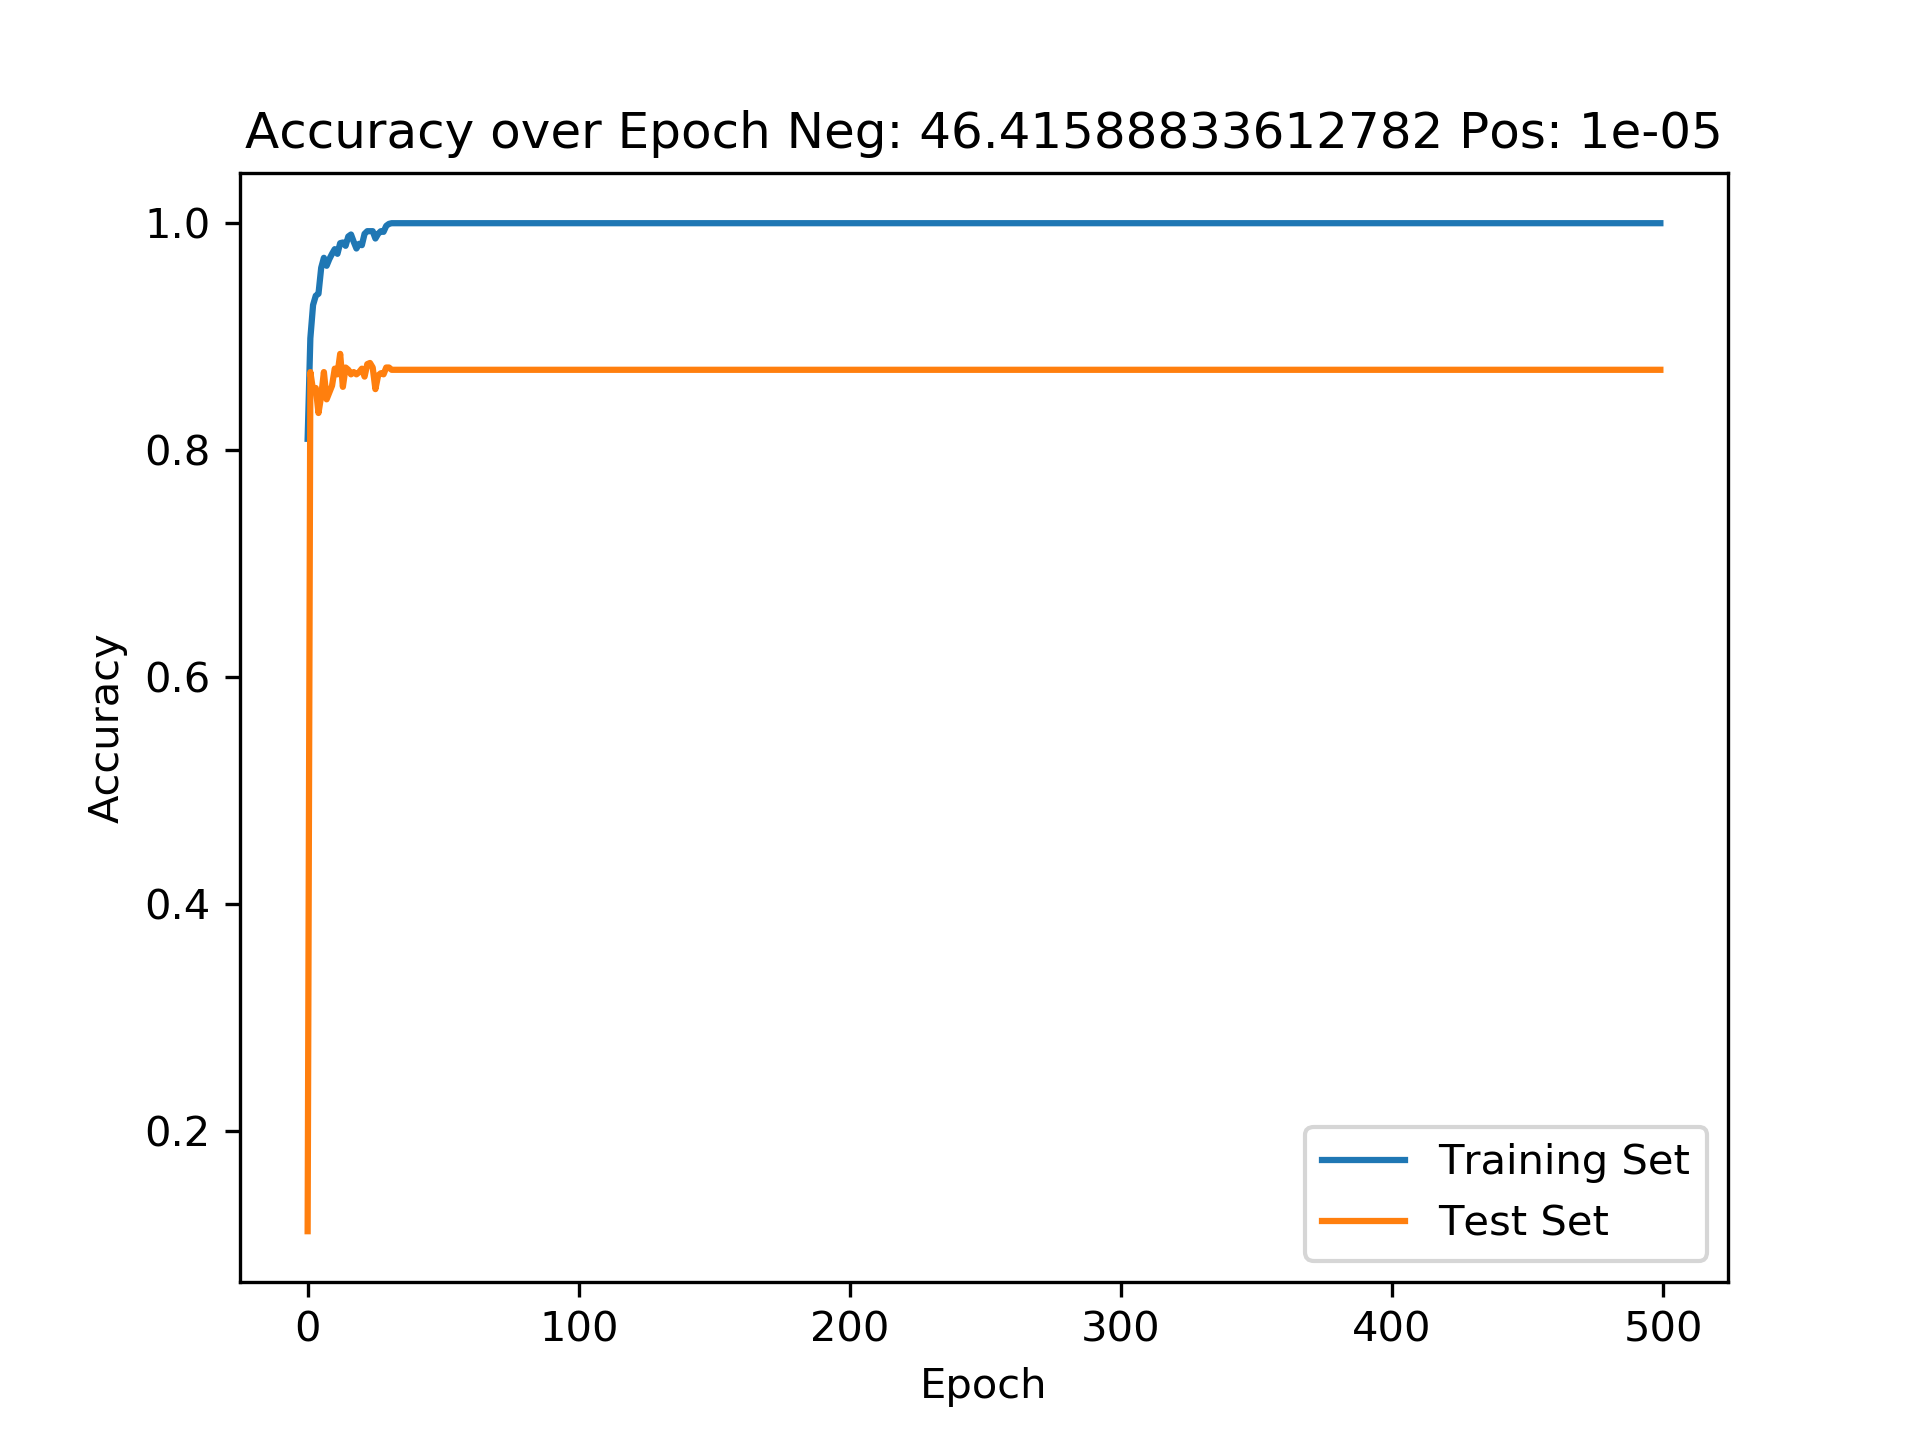 Accuracy over Epoch Neg: 46.41588833612782 Pos: 1e-05
1.0
0.8
0.6
0.4
0.2
Accuracy
Training Set
Test Set
0 100 200 300 400 500
Epoch